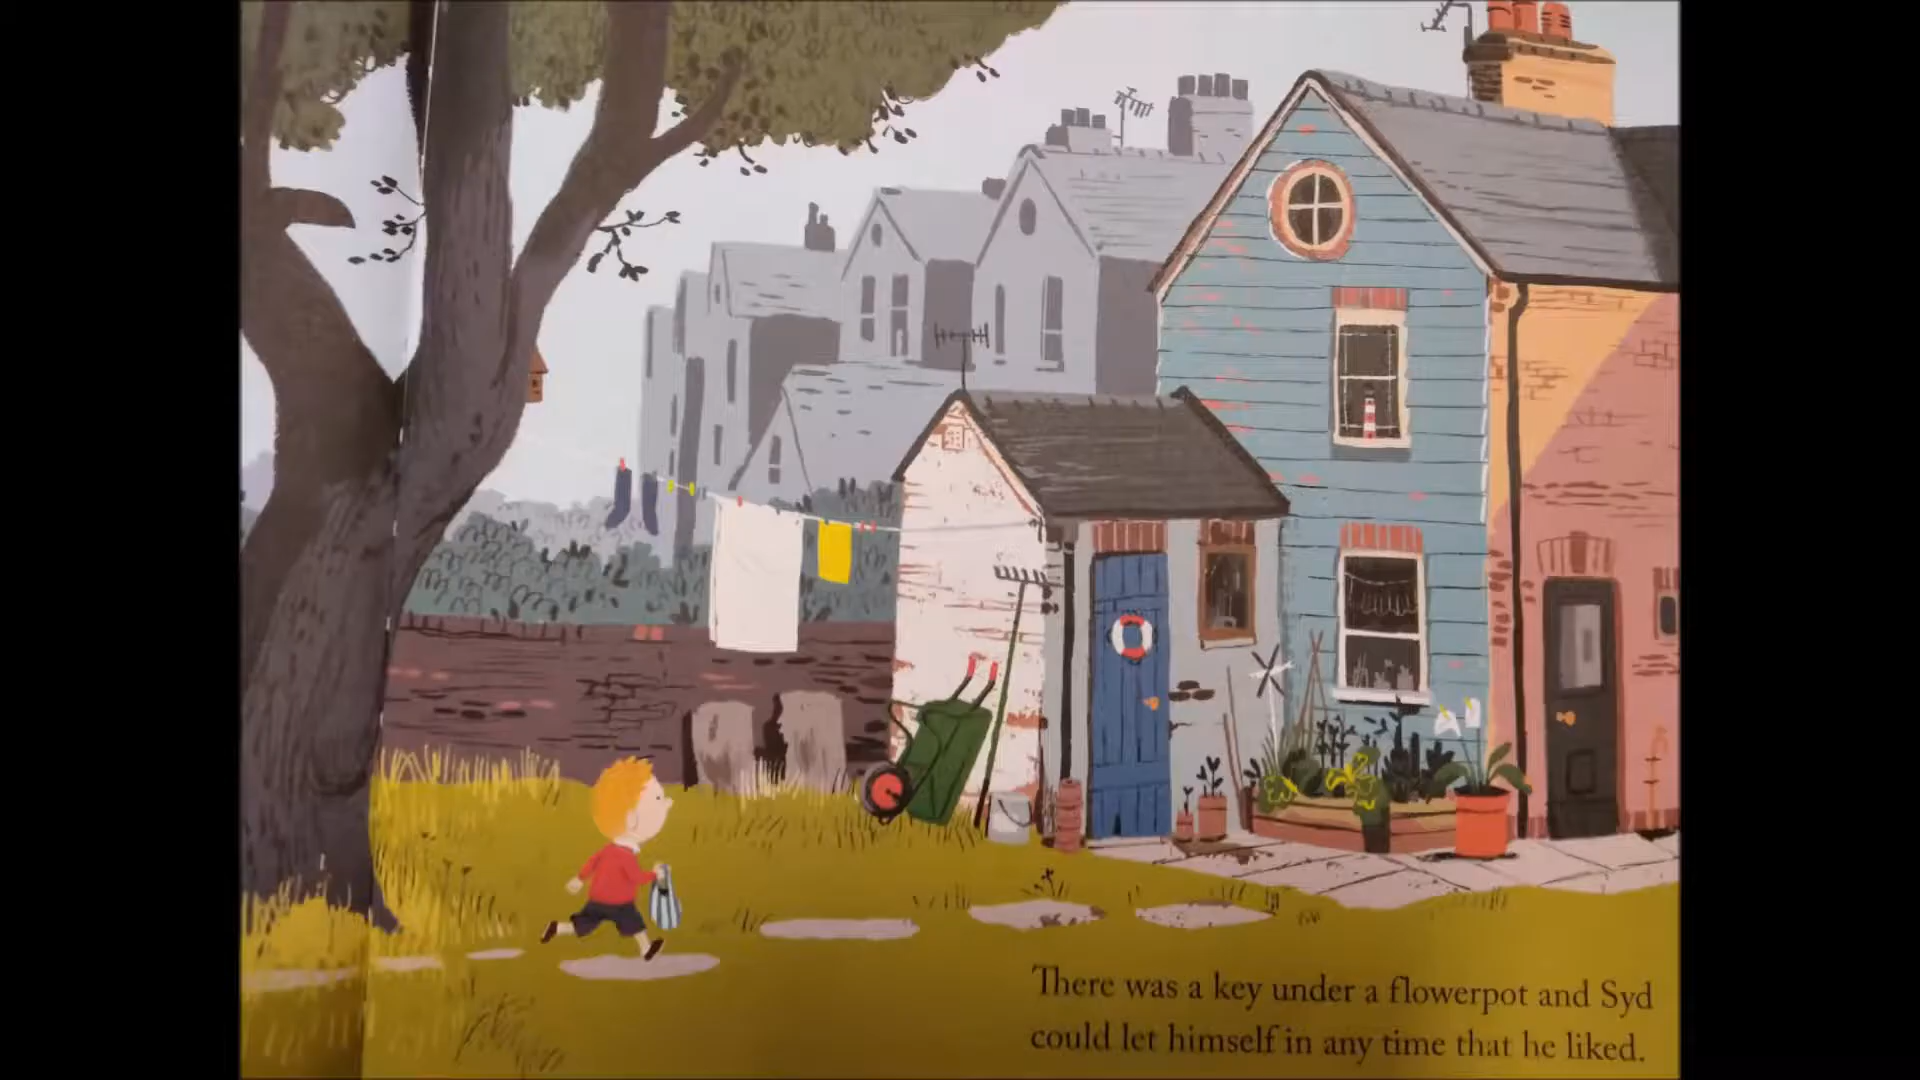 There was a key under a flowerpot and Syd
could let himself in any time that he liked.